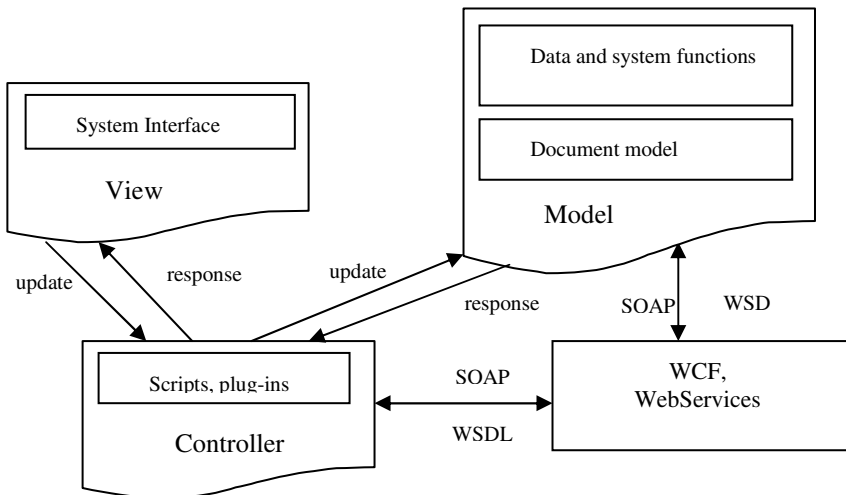 Data and system functions
System Interface
Document model
View
Model
update
response
update
response
SOAP
WSD
Scripts, plug-ins
SOAP
WCF,
WebServices
Controller
WSDL